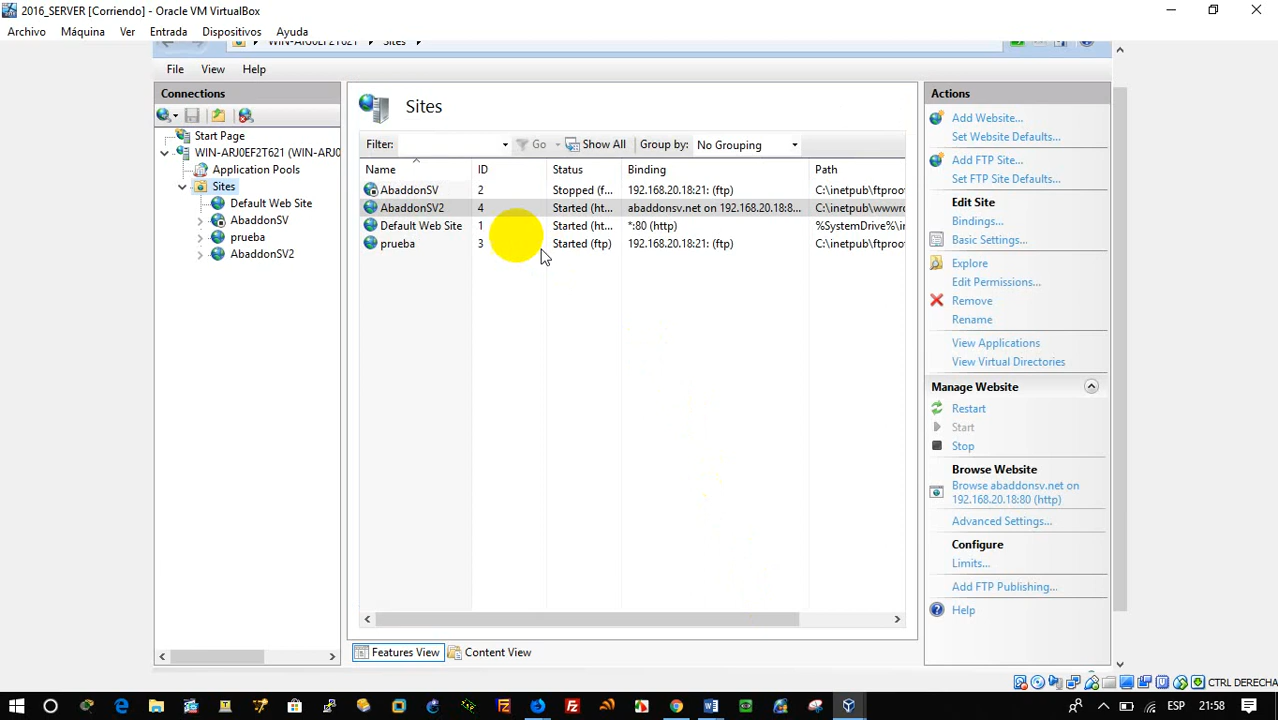 2016_SERVER [Corriendo] - Oracle VM VirtualBox
Archivo Máquina Ver Entrada Dispositivos Ayuda
WIN-ARJ0EF2T621 Sites
File View Help
Connections
Start Page
WIN-ARJ0EF2T621 (WIN-ARJ0
Application Pools
Sites
Default Web Site
AbaddonSV
prueba
AbaddonSV2
Sites
Filter: Go Show All Group by: No Grouping
Name ID Status Binding Path
AbaddonSV 2 Stopped (f... 192.168.20.18:21: (ftp) C:\inetpub\ftproot
AbaddonSV2 4 Started (ht... abaddonsv.net on 192.168.20.18:8... C:\inetpub\wwwro
Default Web Site 1 Started (ht... *:80 (http) %SystemDrive%\in
prueba 3 Started (ftp) 192.168.20.18:21: (ftp) C:\inetpub\ftproot
Features View Content View
Actions
Add Website...
Set Website Defaults...
Add FTP Site...
Set FTP Site Defaults...
Edit Site
Bindings...
Basic Settings...
Explore
Edit Permissions...
Remove
Rename
View Applications
View Virtual Directories
Manage Website
Restart
Start
Stop
Browse Website
Browse abaddonsv.net on
192.168.20.18:80 (http)
Advanced Settings...
Configure
Limits...
Add FTP Publishing...
Help
CTRL DERECHA
ESP 21:58